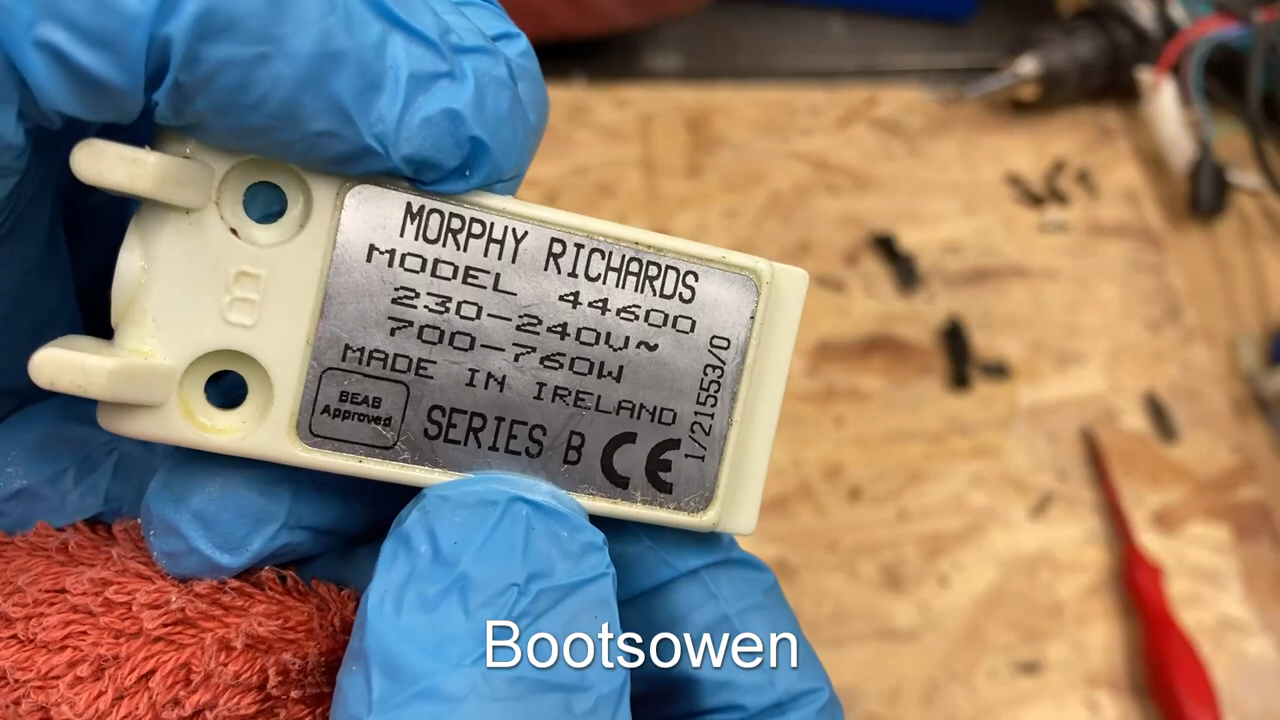 MORPHY RICHARDS
MODEL 44600
230-240V~
700-760W
MADE IN IRELAND
BEAB
Approved
SERIES B CE
1/21553/0
B
Bootsowen